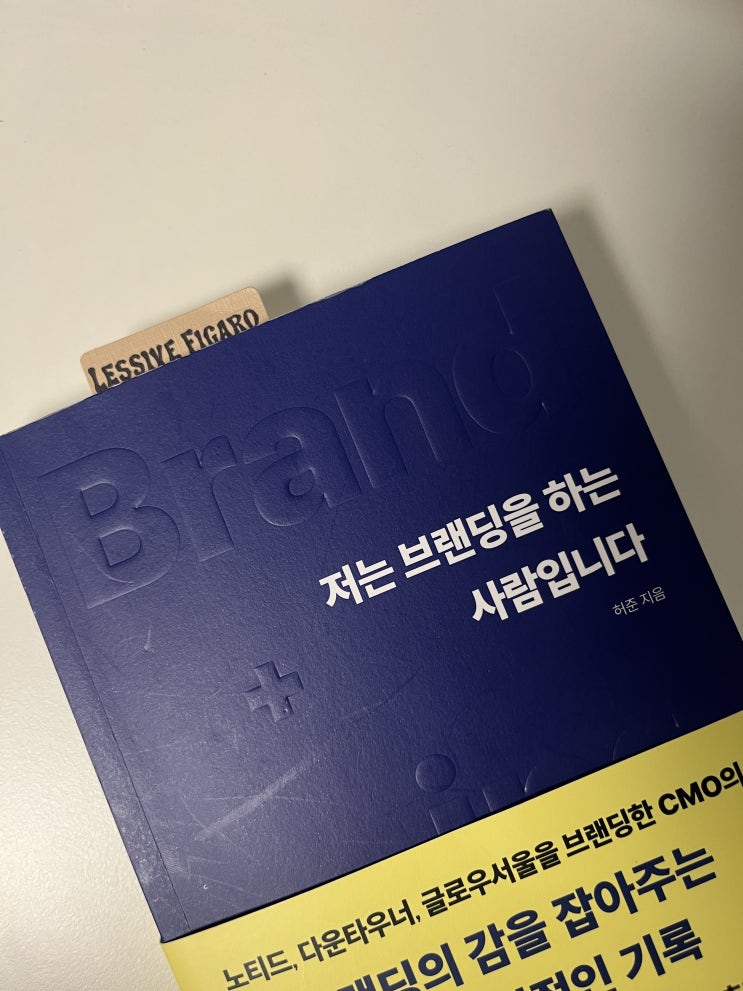 LESSIVE FIGARO
Brand
저는 브랜딩을 하는
사람입니다
허준 지음
+
노티드, 다운타우너, 글로우서울을 브랜딩한 CMO의
감을 잡아주는
기록